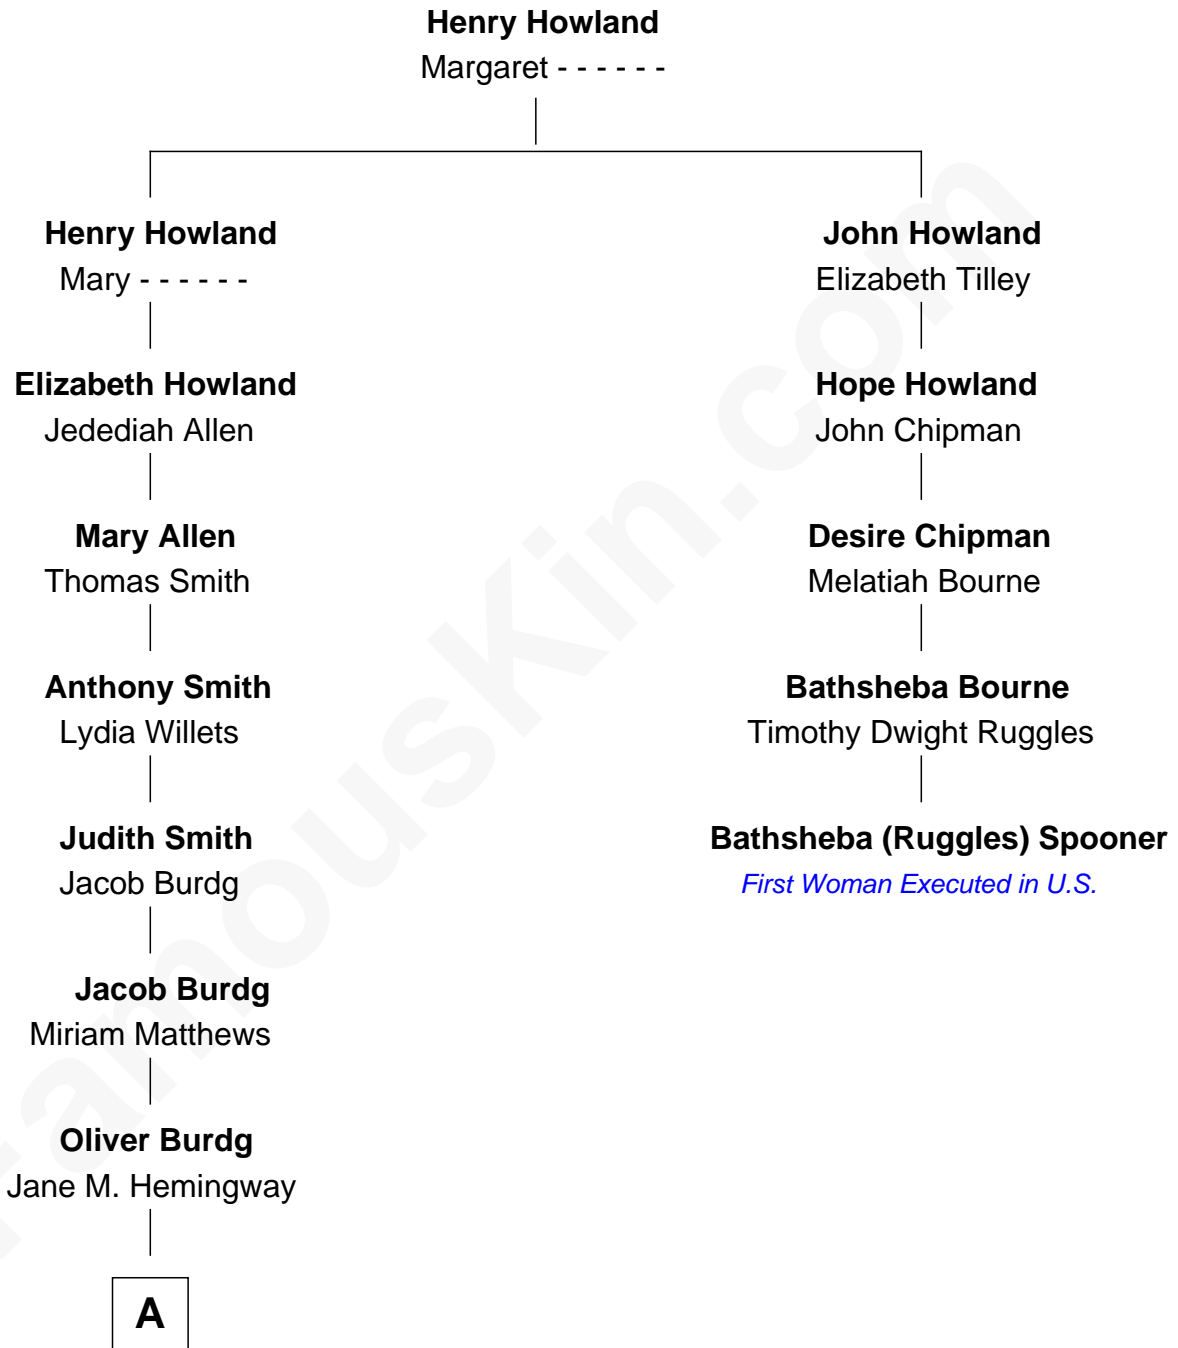 Henry Howland
Margaret - - - - - -
Henry Howland
Mary - - - - - -
John Howland
Elizabeth Tilley
Elizabeth Howland
Jedediah Allen
Hope Howland
John Chipman
Mary Allen
Thomas Smith
Desire Chipman
Melatiah Bourne
Anthony Smith
Lydia Willets
Bathsheba Bourne
Timothy Dwight Ruggles
Judith Smith
Jacob Burdg
Bathsheba (Ruggles) Spooner
First Woman Executed in U.S.
Jacob Burdg
Miriam Matthews
Oliver Burdg
Jane M. Hemingway
A
FamousKin.com